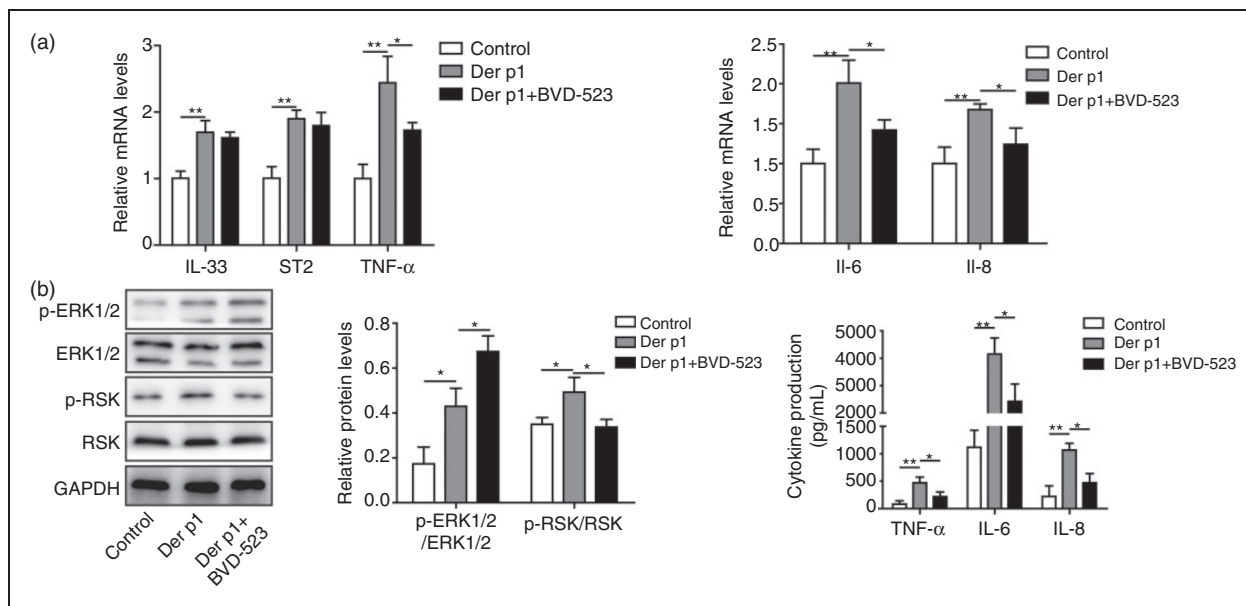 (a)
Relative mRNA levels
3
2
1
0
** ** ** *
IL-33 ST2 TNF-α
Control
Der p1
Der p1+BVD-523
Relative mRNA levels
2.5
2.0
1.5
1.5
2.5
0.0
** * ** *
Il-6 Il-8
Control
Der p1
Der p1+BVD-523
(b)
p-ERK1/2
ERK1/2
p-RSK
RSK
GAPDH
Control
Der p1
Der p1+
BVD-523
Relative protein levels
0.8
0.6
0.4
0.2
0.0
* * * *
p-ERK1/2
/ERK1/2
p-RSK/RSK
Control
Der p1
Der p1+BVD-523
Cytokine production
(pg/mL)
5000
4000
3000
2000
1000
500
0
** * ** * ** *
TNF-α IL-6 IL-8
Control
Der p1
Der p1+BVD-523